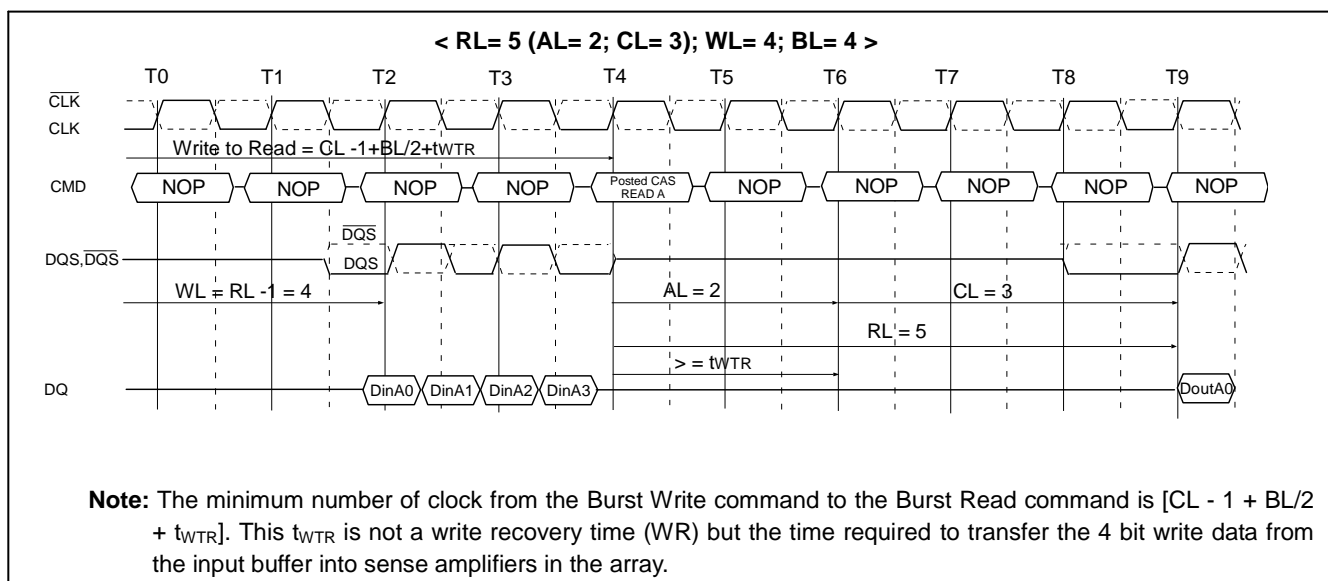 < RL= 5 (AL= 2; CL= 3); WL= 4; BL= 4 >
T0 T1 T2 T3 T4 T5 T6 T7 T8 T9
CLK
CLK
Write to Read = CL -1+BL/2+tWTR
CMD NOP NOP NOP NOP Posted CAS READ A NOP NOP NOP NOP NOP
DQS
DQS,DQS DQS
WL = RL -1 = 4 AL = 2 CL = 3
RL = 5
> = tWTR
DQ DinA0 DinA1 DinA2 DinA3 DoutA0
Note: The minimum number of clock from the Burst Write command to the Burst Read command is [CL - 1 + BL/2
+ tWTR]. This tWTR is not a write recovery time (WR) but the time required to transfer the 4 bit write data from
the input buffer into sense amplifiers in the array.